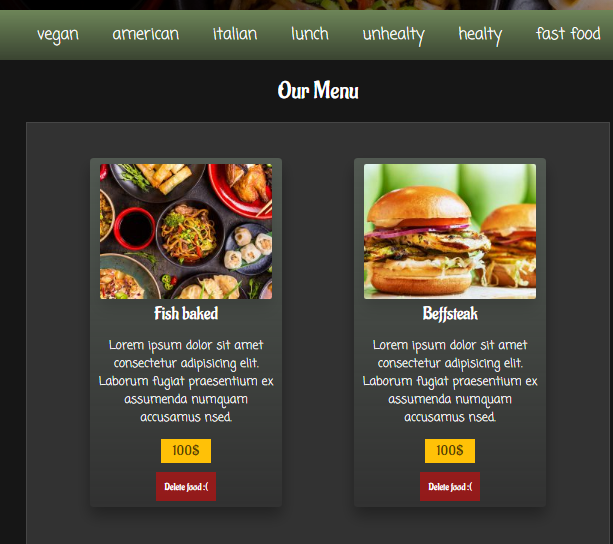 vegan american italian lunch unhealty healty fast food
Our Menu
Fish baked
Lorem ipsum dolor sit amet
consectetur adipisicing elit.
Laborum fugiat praesentium ex
assumenda numquam
accusamus nsed.
100$
Delete food :(
Beffsteak
Lorem ipsum dolor sit amet
consectetur adipisicing elit.
Laborum fugiat praesentium ex
assumenda numquam
accusamus nsed.
100$
Delete food :(